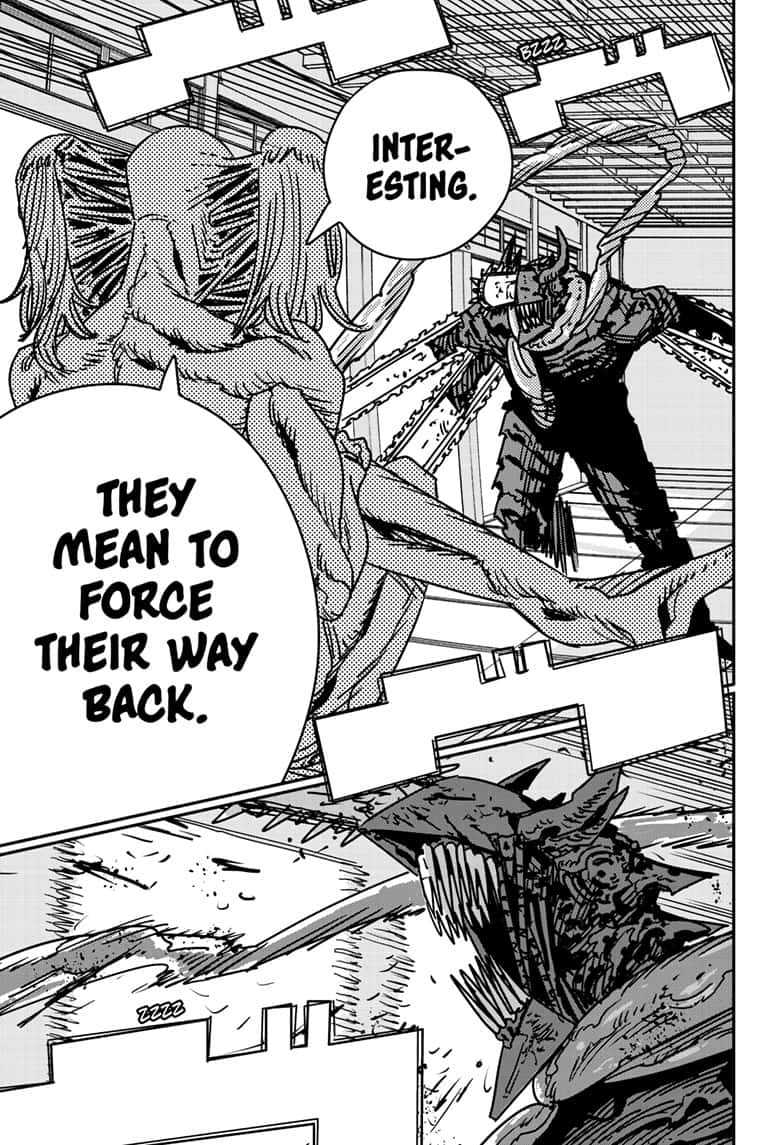 BZZZ
INTER-
ESTING.
THEY
MEAN TO
FORCE
THEIR WAY
BACK.
ZZZZ